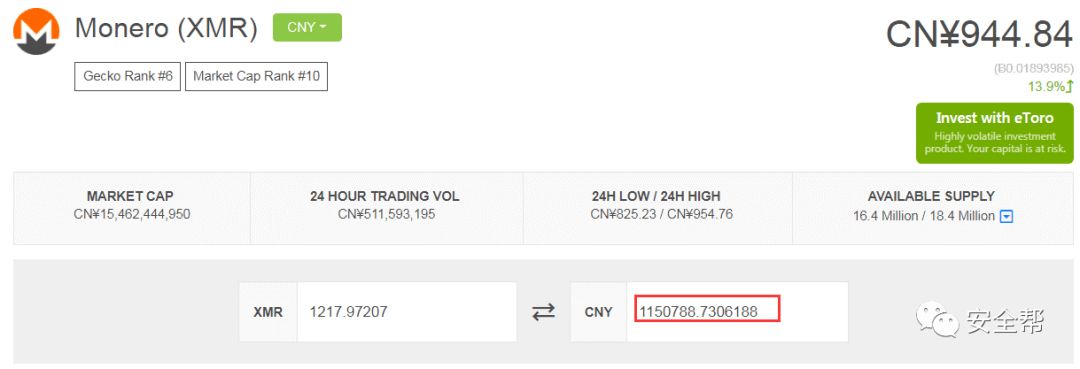 Monero (XMR) CNY
CN¥944.84
Gecko Rank #6 Market Cap Rank #10
(Ƀ0.01893985)
13.9%
Invest with eToro
Highly volatile investment
product. Your capital is at risk.
MARKET CAP
CN¥15,462,444,950
24 HOUR TRADING VOL
CN¥511,593,195
24H LOW / 24H HIGH
CN¥825.23 / CN¥954.76
AVAILABLE SUPPLY
16.4 Million / 18.4 Million
XMR 1217.97207 CNY 1150788.7306188
安全帮